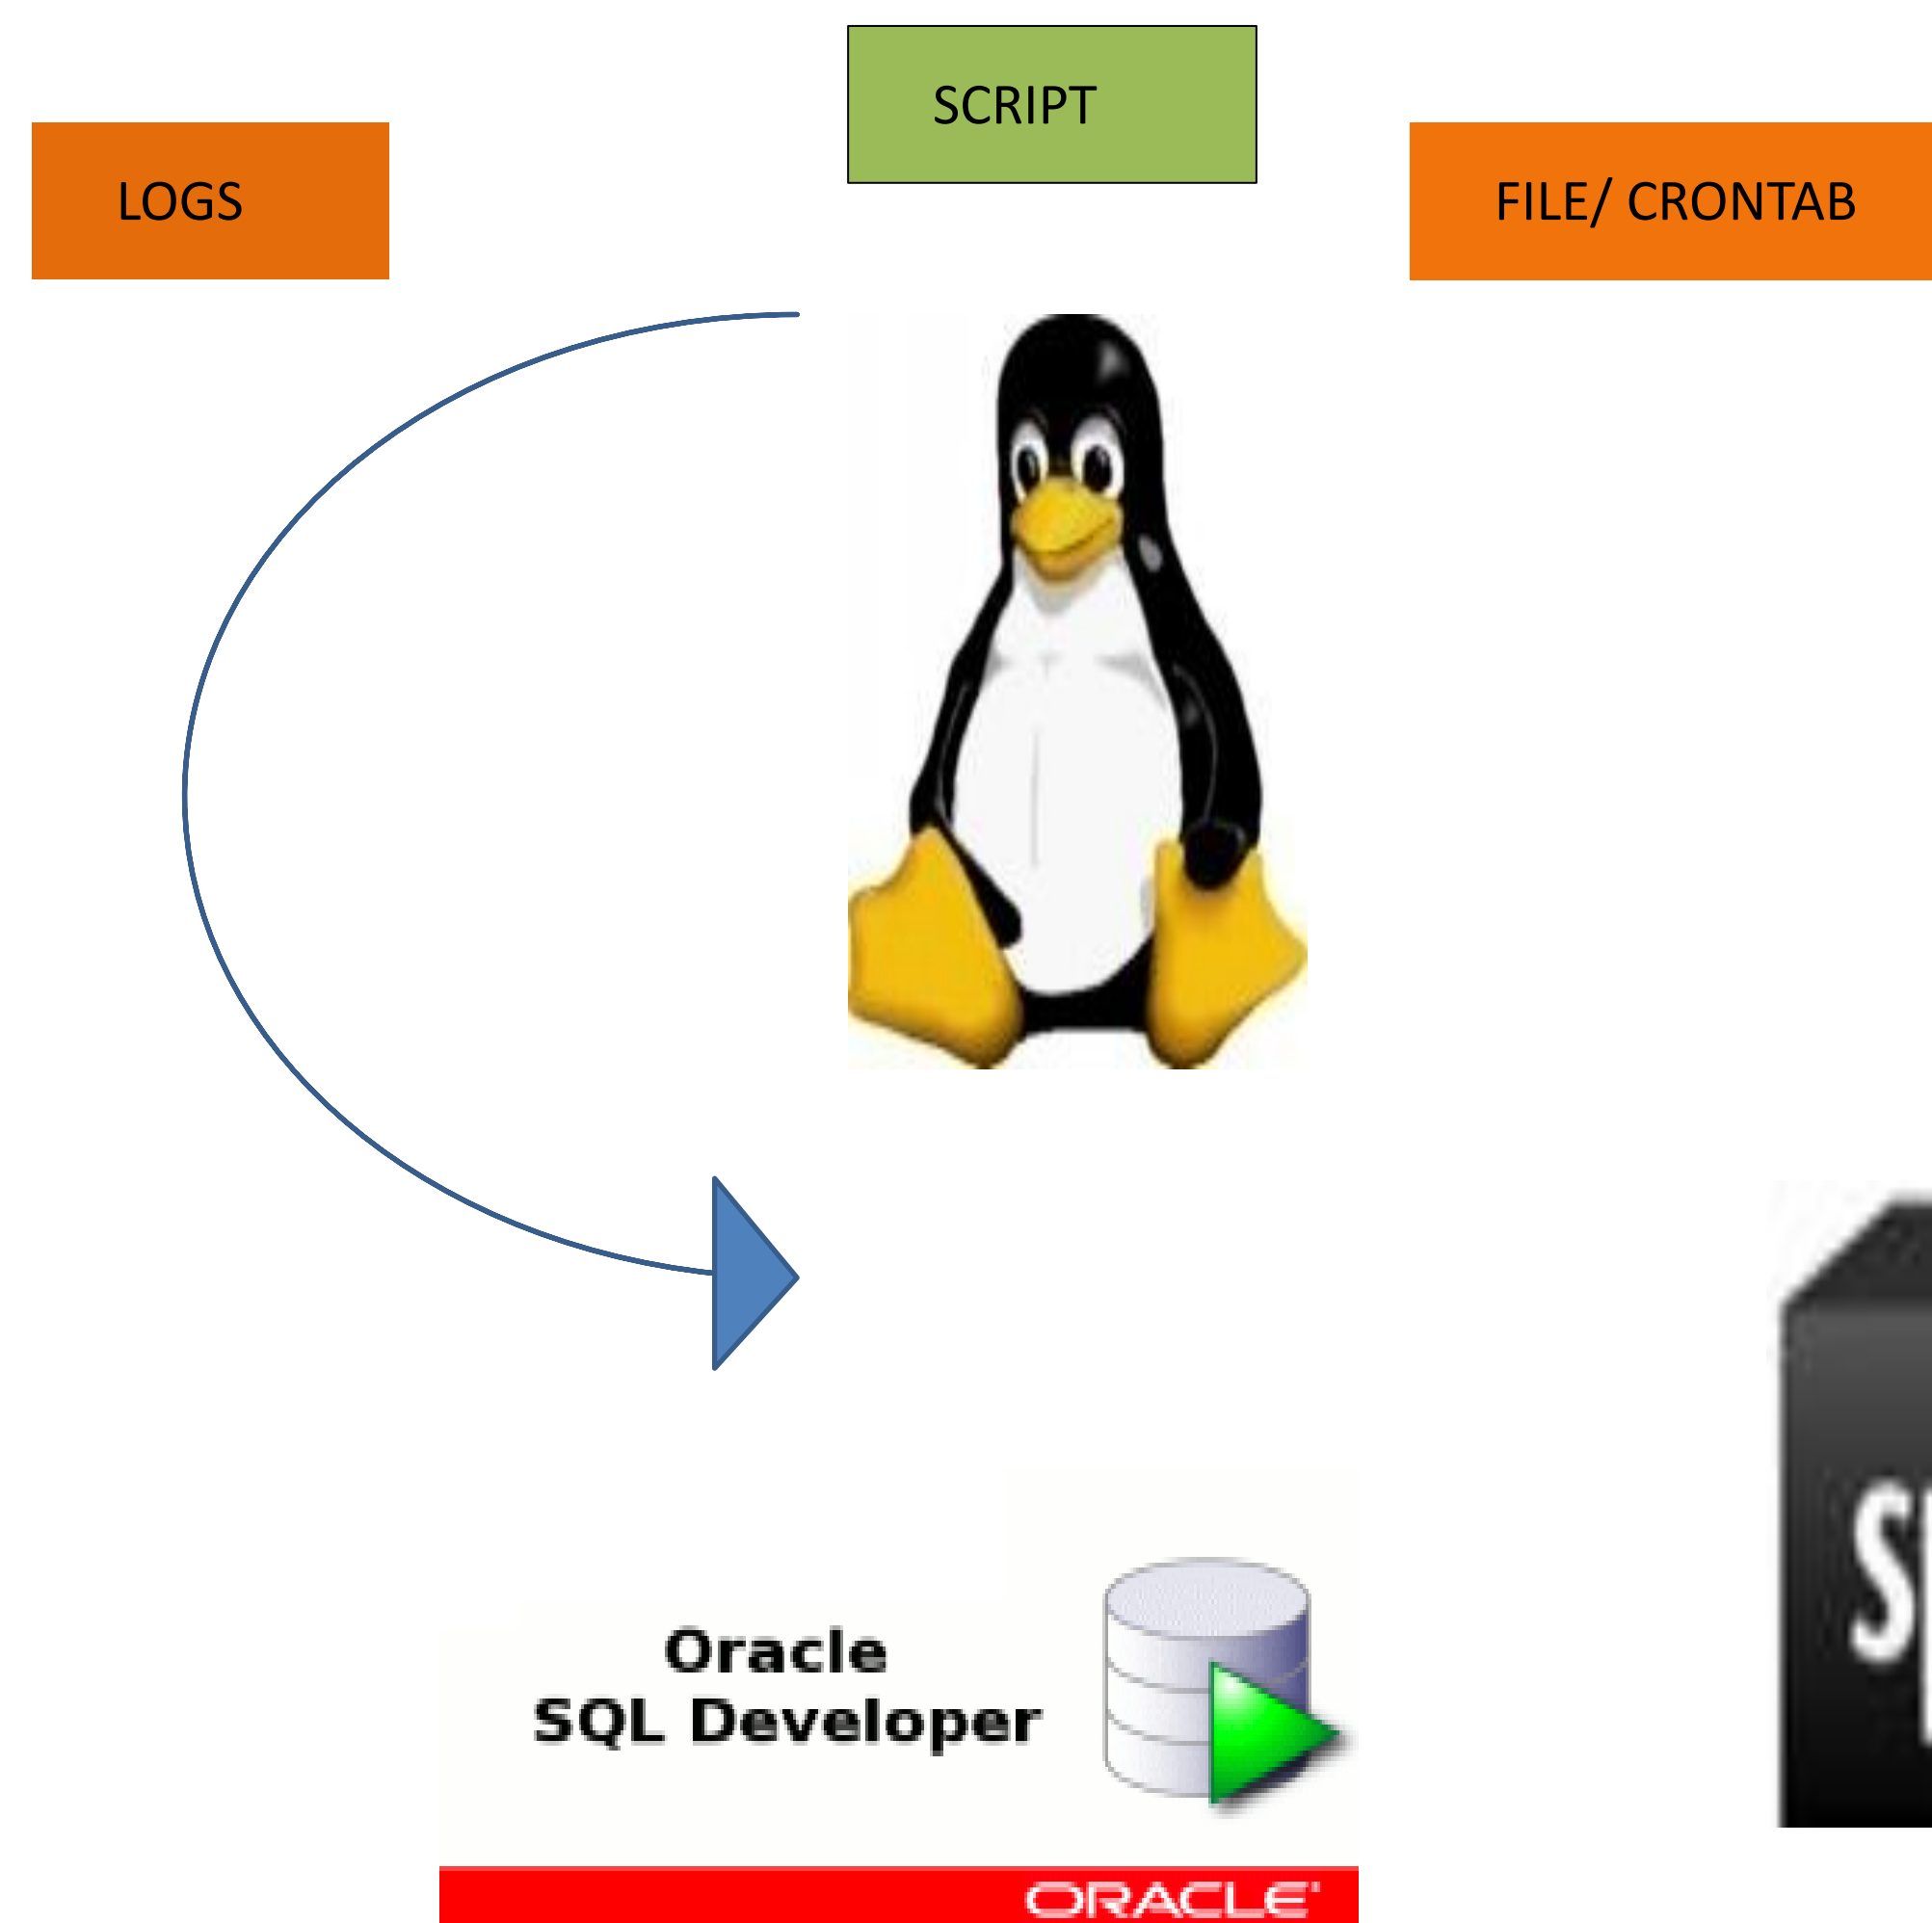 SCRIPT
LOGS
FILE/ CRONTAB
Oracle
SQL Developer
ORACLE